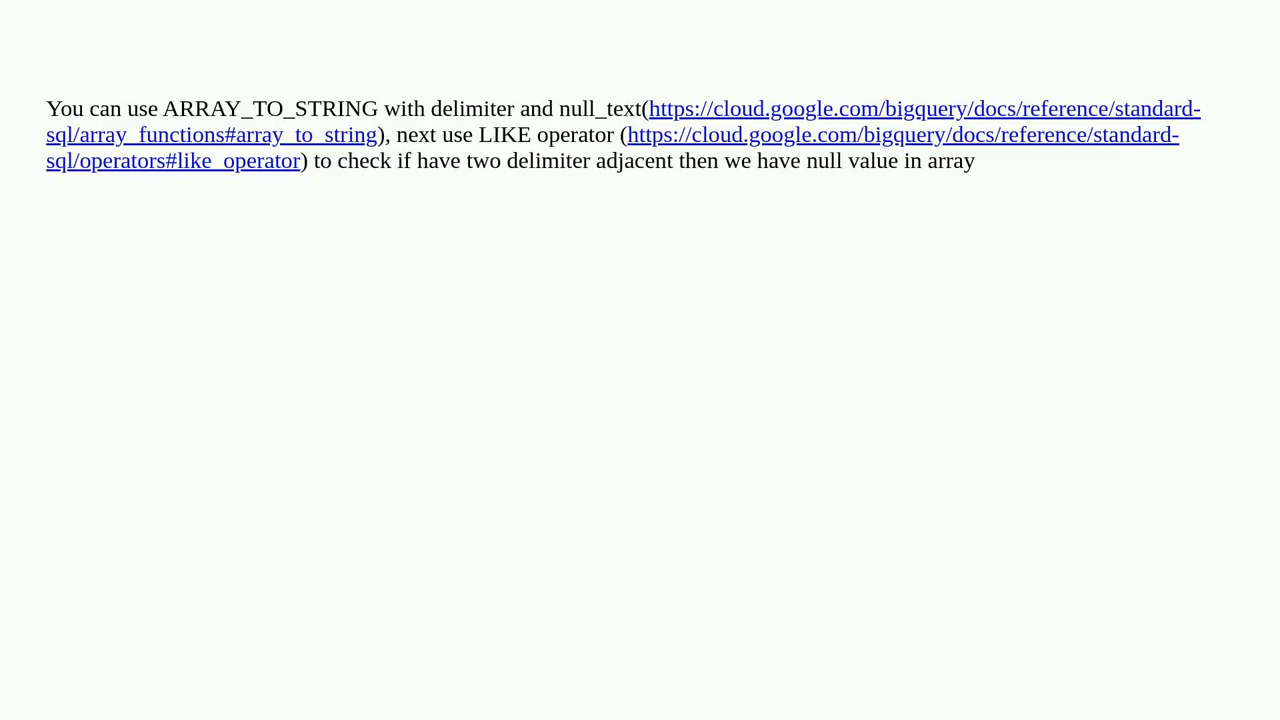 You can use ARRAY_TO_STRING with delimiter and null_text(https://cloud.google.com/bigquery/docs/reference/standard-
sql/array_functions#array_to_string), next use LIKE operator (https://cloud.google.com/bigquery/docs/reference/standard-
sql/operators#like_operator) to check if have two delimiter adjacent then we have null value in array